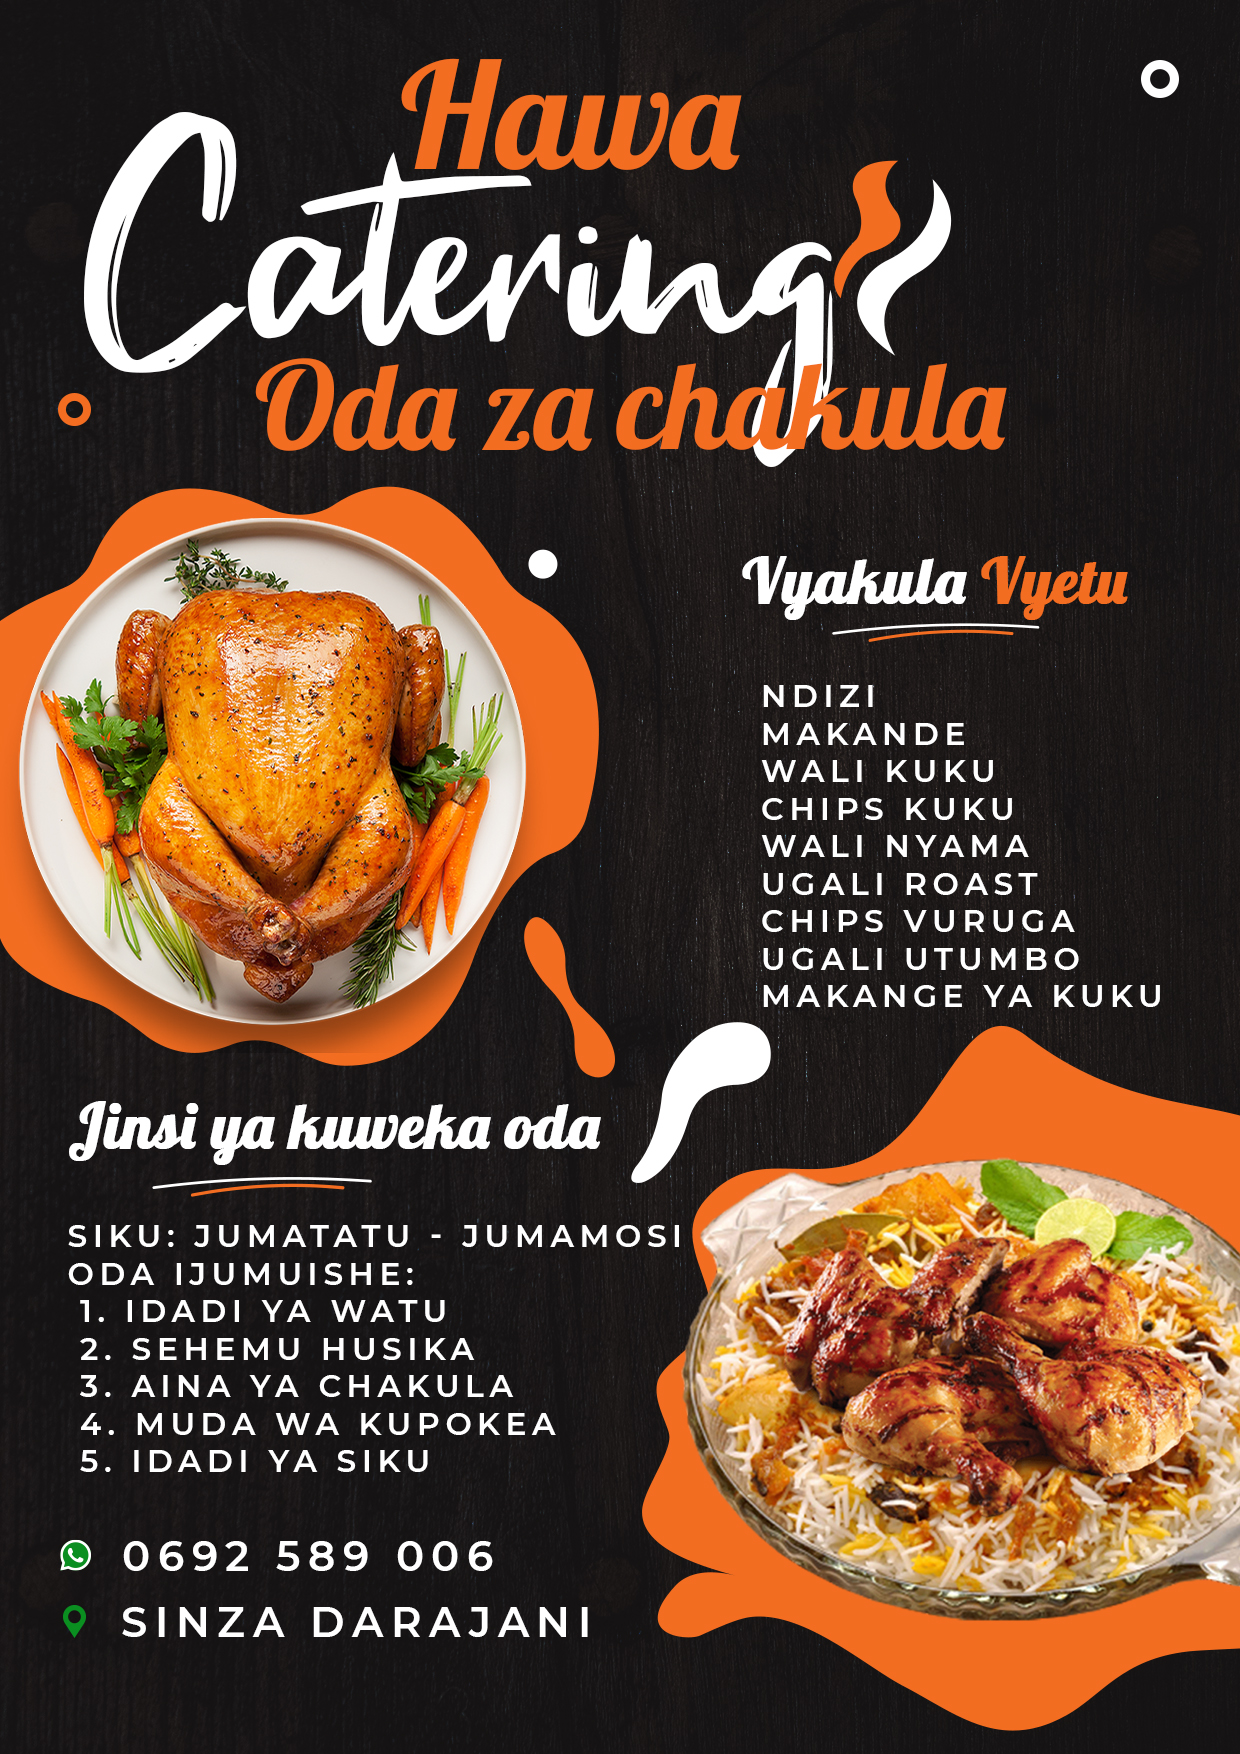 Hawa
Catering
Oda za chakula
Vyakula Vyetu
NDIZI
MAKANDE
WALI KUKU
CHIPS KUKU
WALI NYAMA
UGALI ROAST
CHIPS VURUGA
UGALI UTUMBO
MAKANGE YA KUKU
Jinsi ya kuweka oda
SIKU: JUMATATU - JUMAMOSI
ODA IJUMUISHE:
1. IDADI YA WATU
2. SEHEMU HUSIKA
3. AINA YA CHAKULA
4. MUDA WA KUPOKEA
5. IDADI YA SIKU
0692 589 006
SINZA DARAJANI